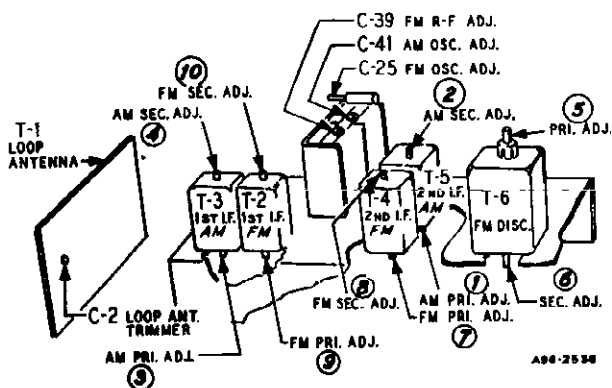 C-39 FM R-F ADJ.
C-41 AM OSC. ADJ.
C-25 FM OSC. ADJ.
10
FM SEC. ADJ.
AM SEC. ADJ.
4
T-1
LOOP
ANTENNA
2
AM SEC. ADJ.
5
PRI. ADJ.
T-3
1ST I.F.
AM
T-2
1ST I.F.
FM
T-4
2ND I.F.
FM
T-5
2ND I.F.
AM
T-6
FM DISC.
C-2 LOOP ANT.
TRIMMER
8
FM SEC. ADJ.
1
AM PRI. ADJ.
FM PRI. ADJ.
7
6
SEC. ADJ.
AM PRI. ADJ.
3
FM PRI. ADJ.
9
A94-2536